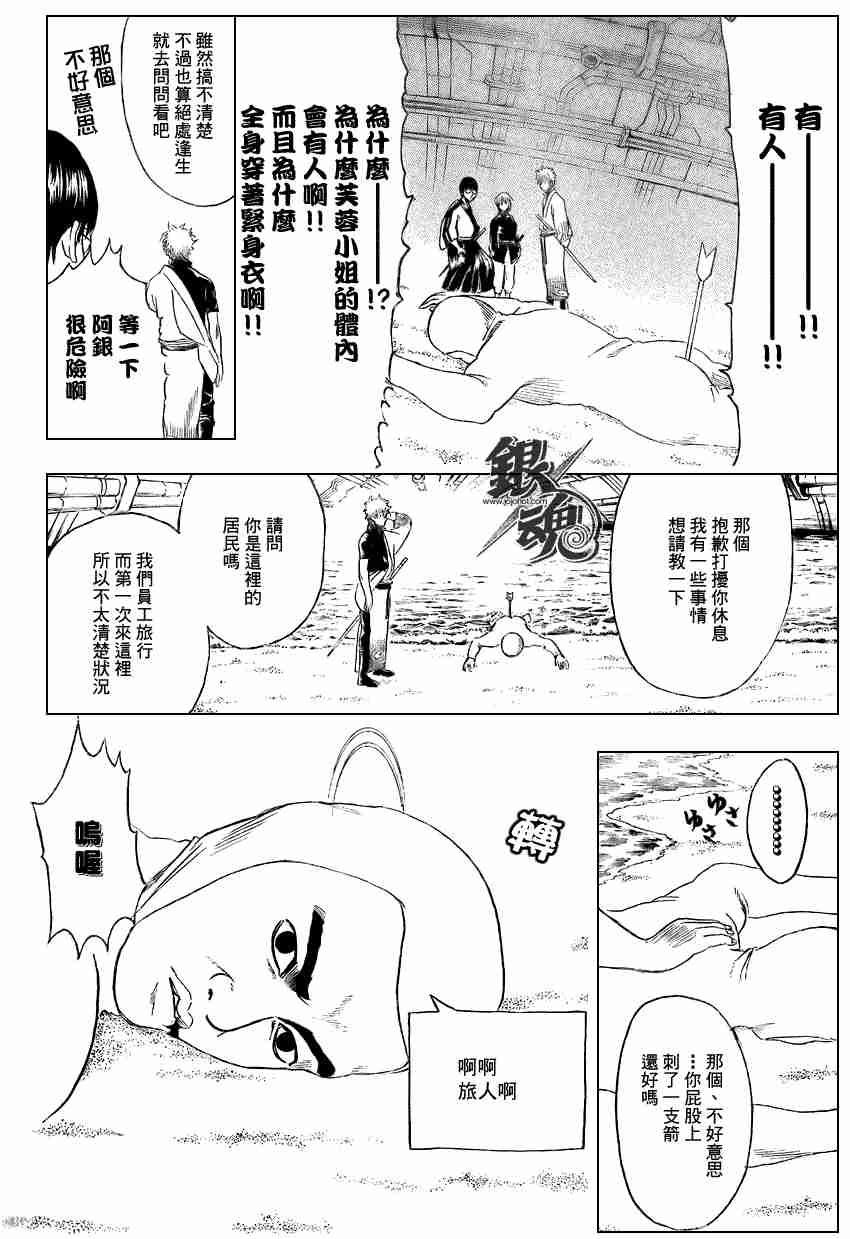 有——!!
有人——!!
為什麼——!?
為什麼芙蓉小姐的體內
會有人啊!!
而且為什麼
全身穿著緊身衣啊!!
雖然搞不清楚
不過也算絕處逢生
就去問問看吧
那個
不好意思
等一下
阿銀
很危險啊
銀魂
www.jojohot.com
那個
抱歉打擾你休息
我有一些事情
想請教一下
請問
你是這裡的
居民嗎
我們員工旅行
而第一次來這裡
所以不太清楚狀況
………
ゆさ
ゆさ
那個、不好意思
…你屁股上
刺了一支箭
還好嗎
轉
啊啊
旅人啊
嗚喔